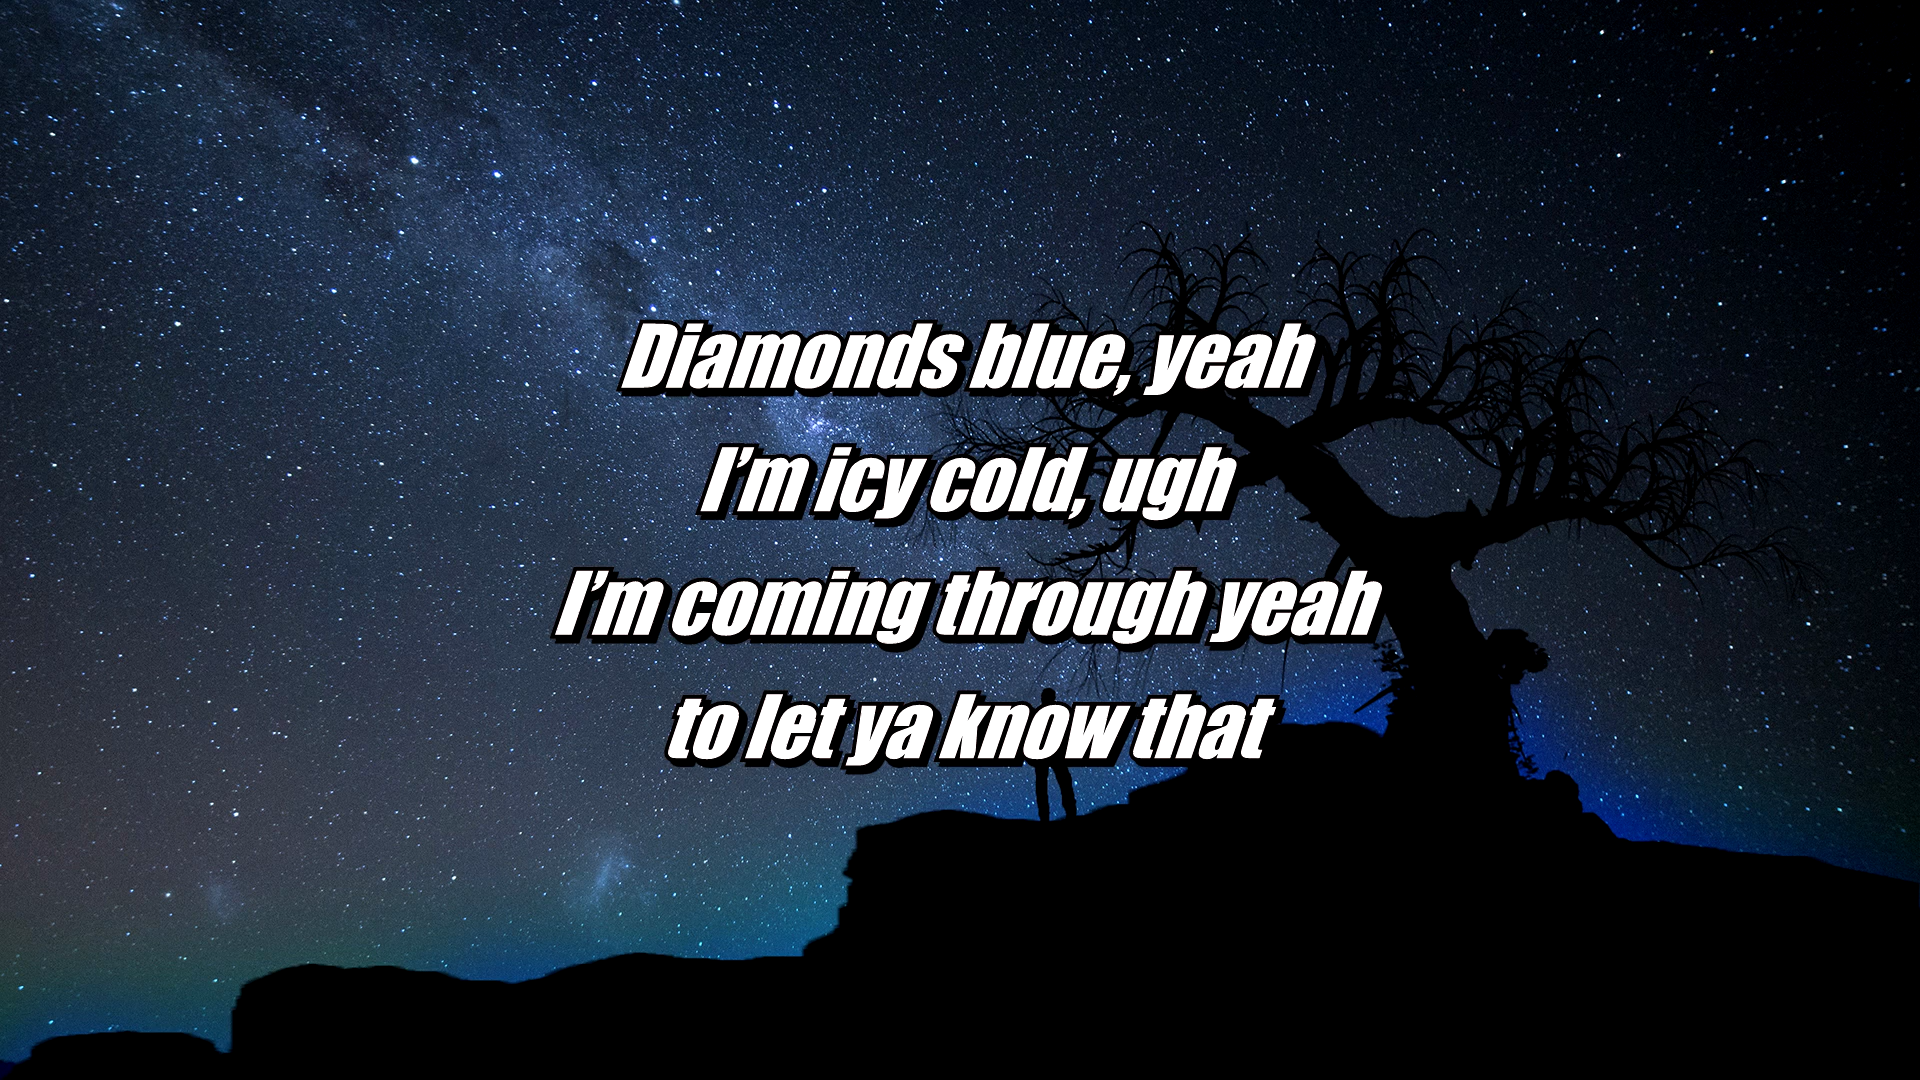 Diamonds blue, yeah
I’m icy cold, ugh
I’m coming through yeah
to let ya know that